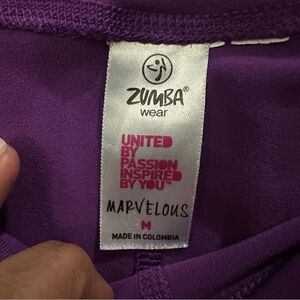 ZUMBA®
wear
UNITED
BY
PASSION
INSPIRED
BY YOU™
MARVELOUS
M
MADE IN COLOMBIA